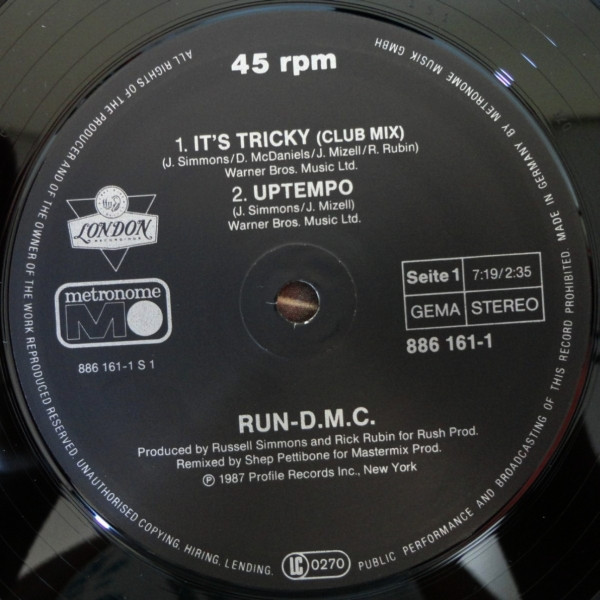 45 rpm
1. IT'S TRICKY (CLUB MIX)
(J. Simmons/D. McDaniels/J. Mizell/R. Rubin)
Warner Bros. Music Ltd.
2. UPTEMPO
(J. Simmons/J. Mizell)
Warner Bros. Music Ltd.
LONDON
RECORDINGS
metronome
886 161-1 S 1
Seite 1 7:19/2:35
GEMA STEREO
886 161-1
RUN-D.M.C.
Produced by Russell Simmons and Rick Rubin for Rush Prod.
Remixed by Shep Pettibone for Mastermix Prod.
℗ 1987 Profile Records Inc., New York
ALL RIGHTS OF THE PRODUCER AND OF THE OWNER OF THE WORK REPRODUCED RESERVED. UNAUTHORISED COPYING, HIRING, LENDING, LC 0270 PUBLIC PERFORMANCE AND BROADCASTING OF THIS RECORD PROHIBITED. MADE IN GERMANY BY METRONOME MUSIK GMBH